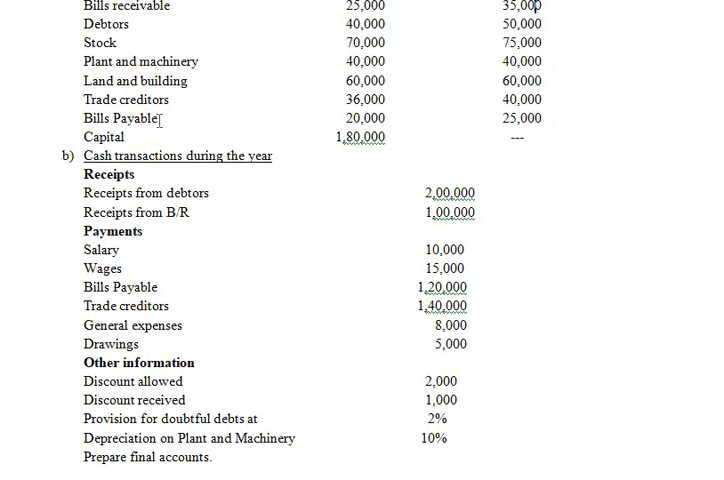 Bills receivable 25,000 35,000
Debtors 40,000 50,000
Stock 70,000 75,000
Plant and machinery 40,000 40,000
Land and building 60,000 60,000
Trade creditors 36,000 40,000
Bills Payable 20,000 25,000
Capital 1,80,000 ---
b) Cash transactions during the year
Receipts
Receipts from debtors 2,00,000
Receipts from B/R 1,00,000
Payments
Salary 10,000
Wages 15,000
Bills Payable 1,20,000
Trade creditors 1,40,000
General expenses 8,000
Drawings 5,000
Other information
Discount allowed 2,000
Discount received 1,000
Provision for doubtful debts at 2%
Depreciation on Plant and Machinery 10%
Prepare final accounts.